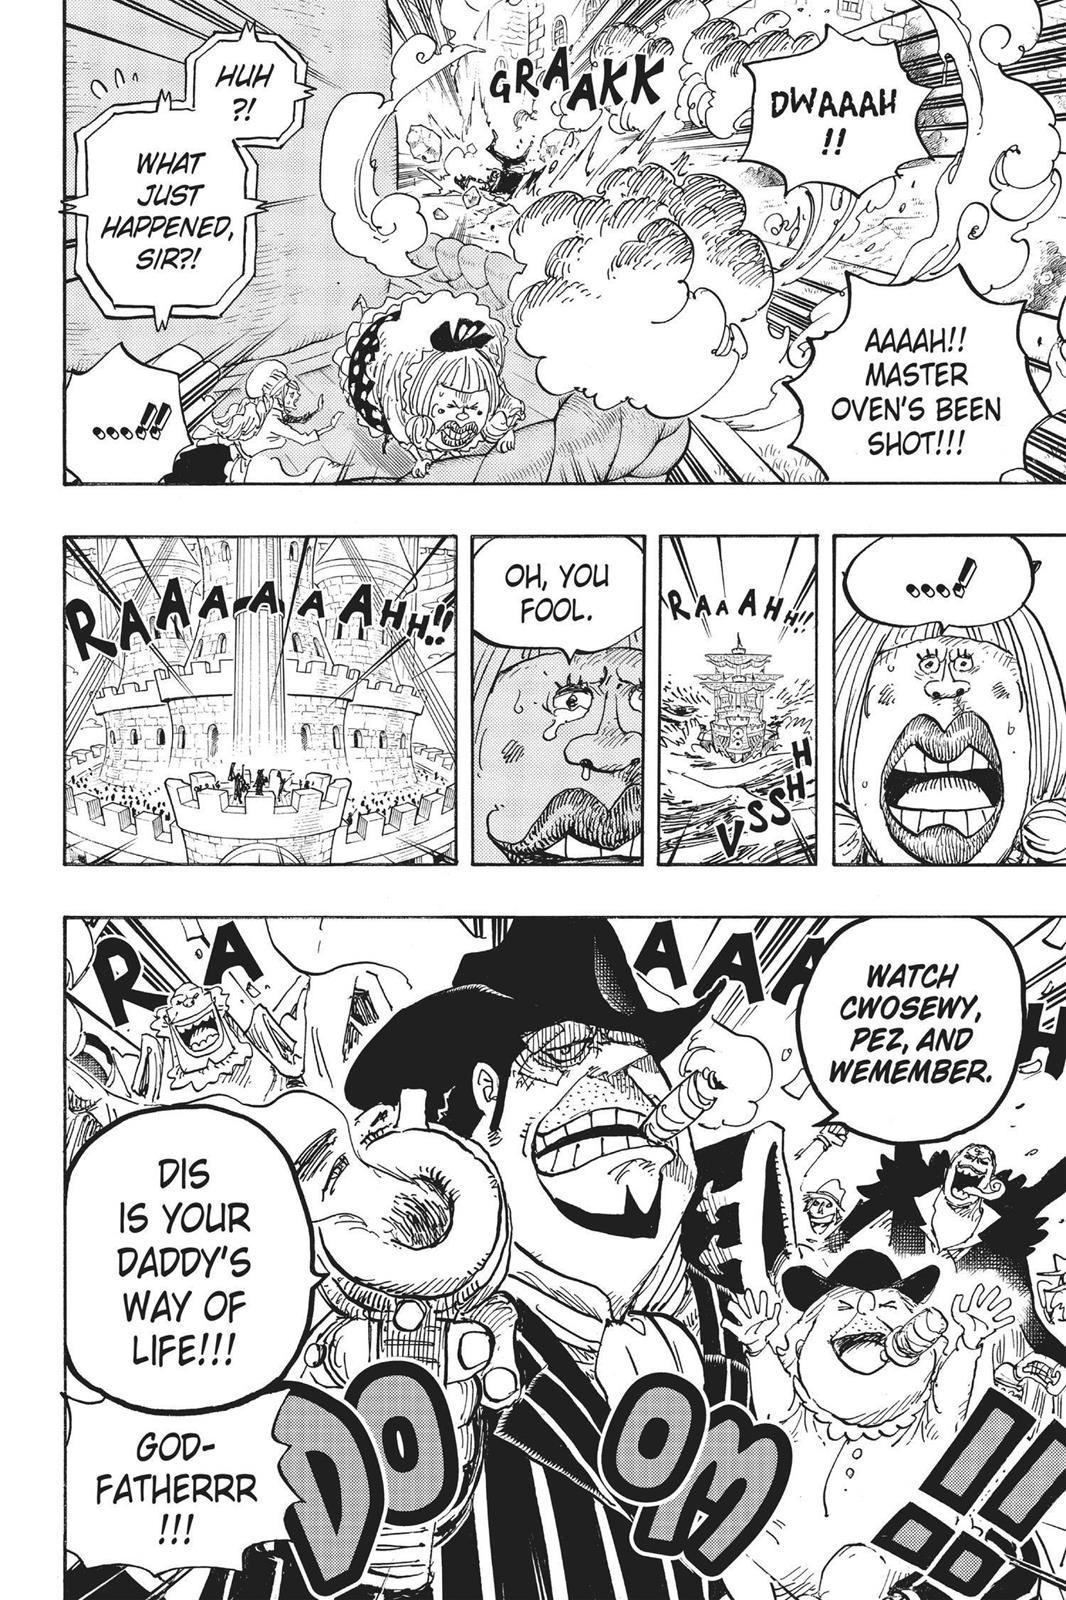 GRAAKK
DWAAAH
!!
AAAAH!!
MASTER
OVEN'S BEEN
SHOT!!!
HUH
?!
WHAT
JUST
HAPPENED,
SIR?!
....!!
....!!
RAAAHH!!
VSSHH
OH, YOU
FOOL.
RAAAAAAHH!!
WATCH
CWOSEWY,
PEZ, AND
WEMEMBER.
RAAAAAH
DIS
IS YOUR
DADDY'S
WAY OF
LIFE!!!
GOD-
FATHERRR
!!!
DOOM!!